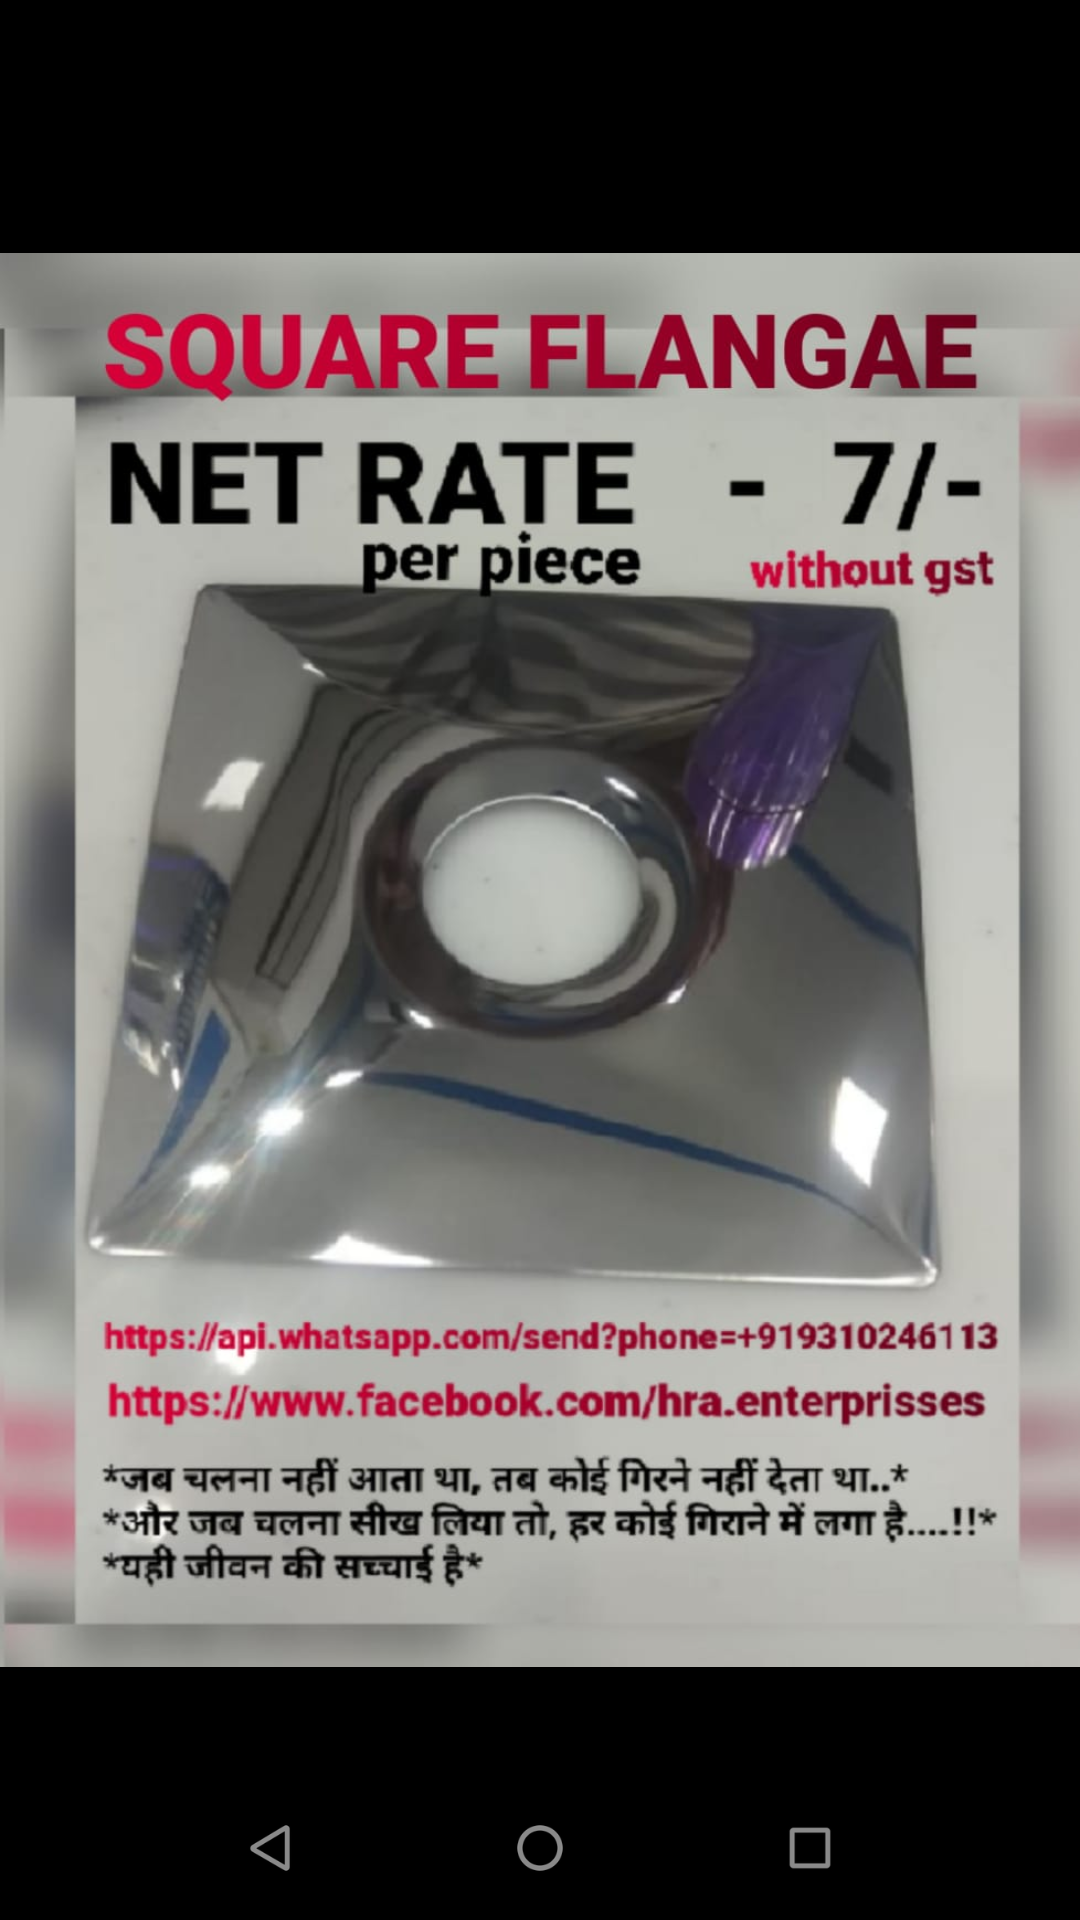 SQUARE FLANGAE
NET RATE - 7/-
per piece without gst
https://api.whatsapp.com/send?phone=+919310246113
https://www.facebook.com/hra.enterprisses
*जब चलना नहीं आता था, तब कोई गिरने नहीं देता था..*
*और जब चलना सीख लिया तो, हर कोई गिराने में लगा है....!!*
*यही जीवन की सच्चाई है*